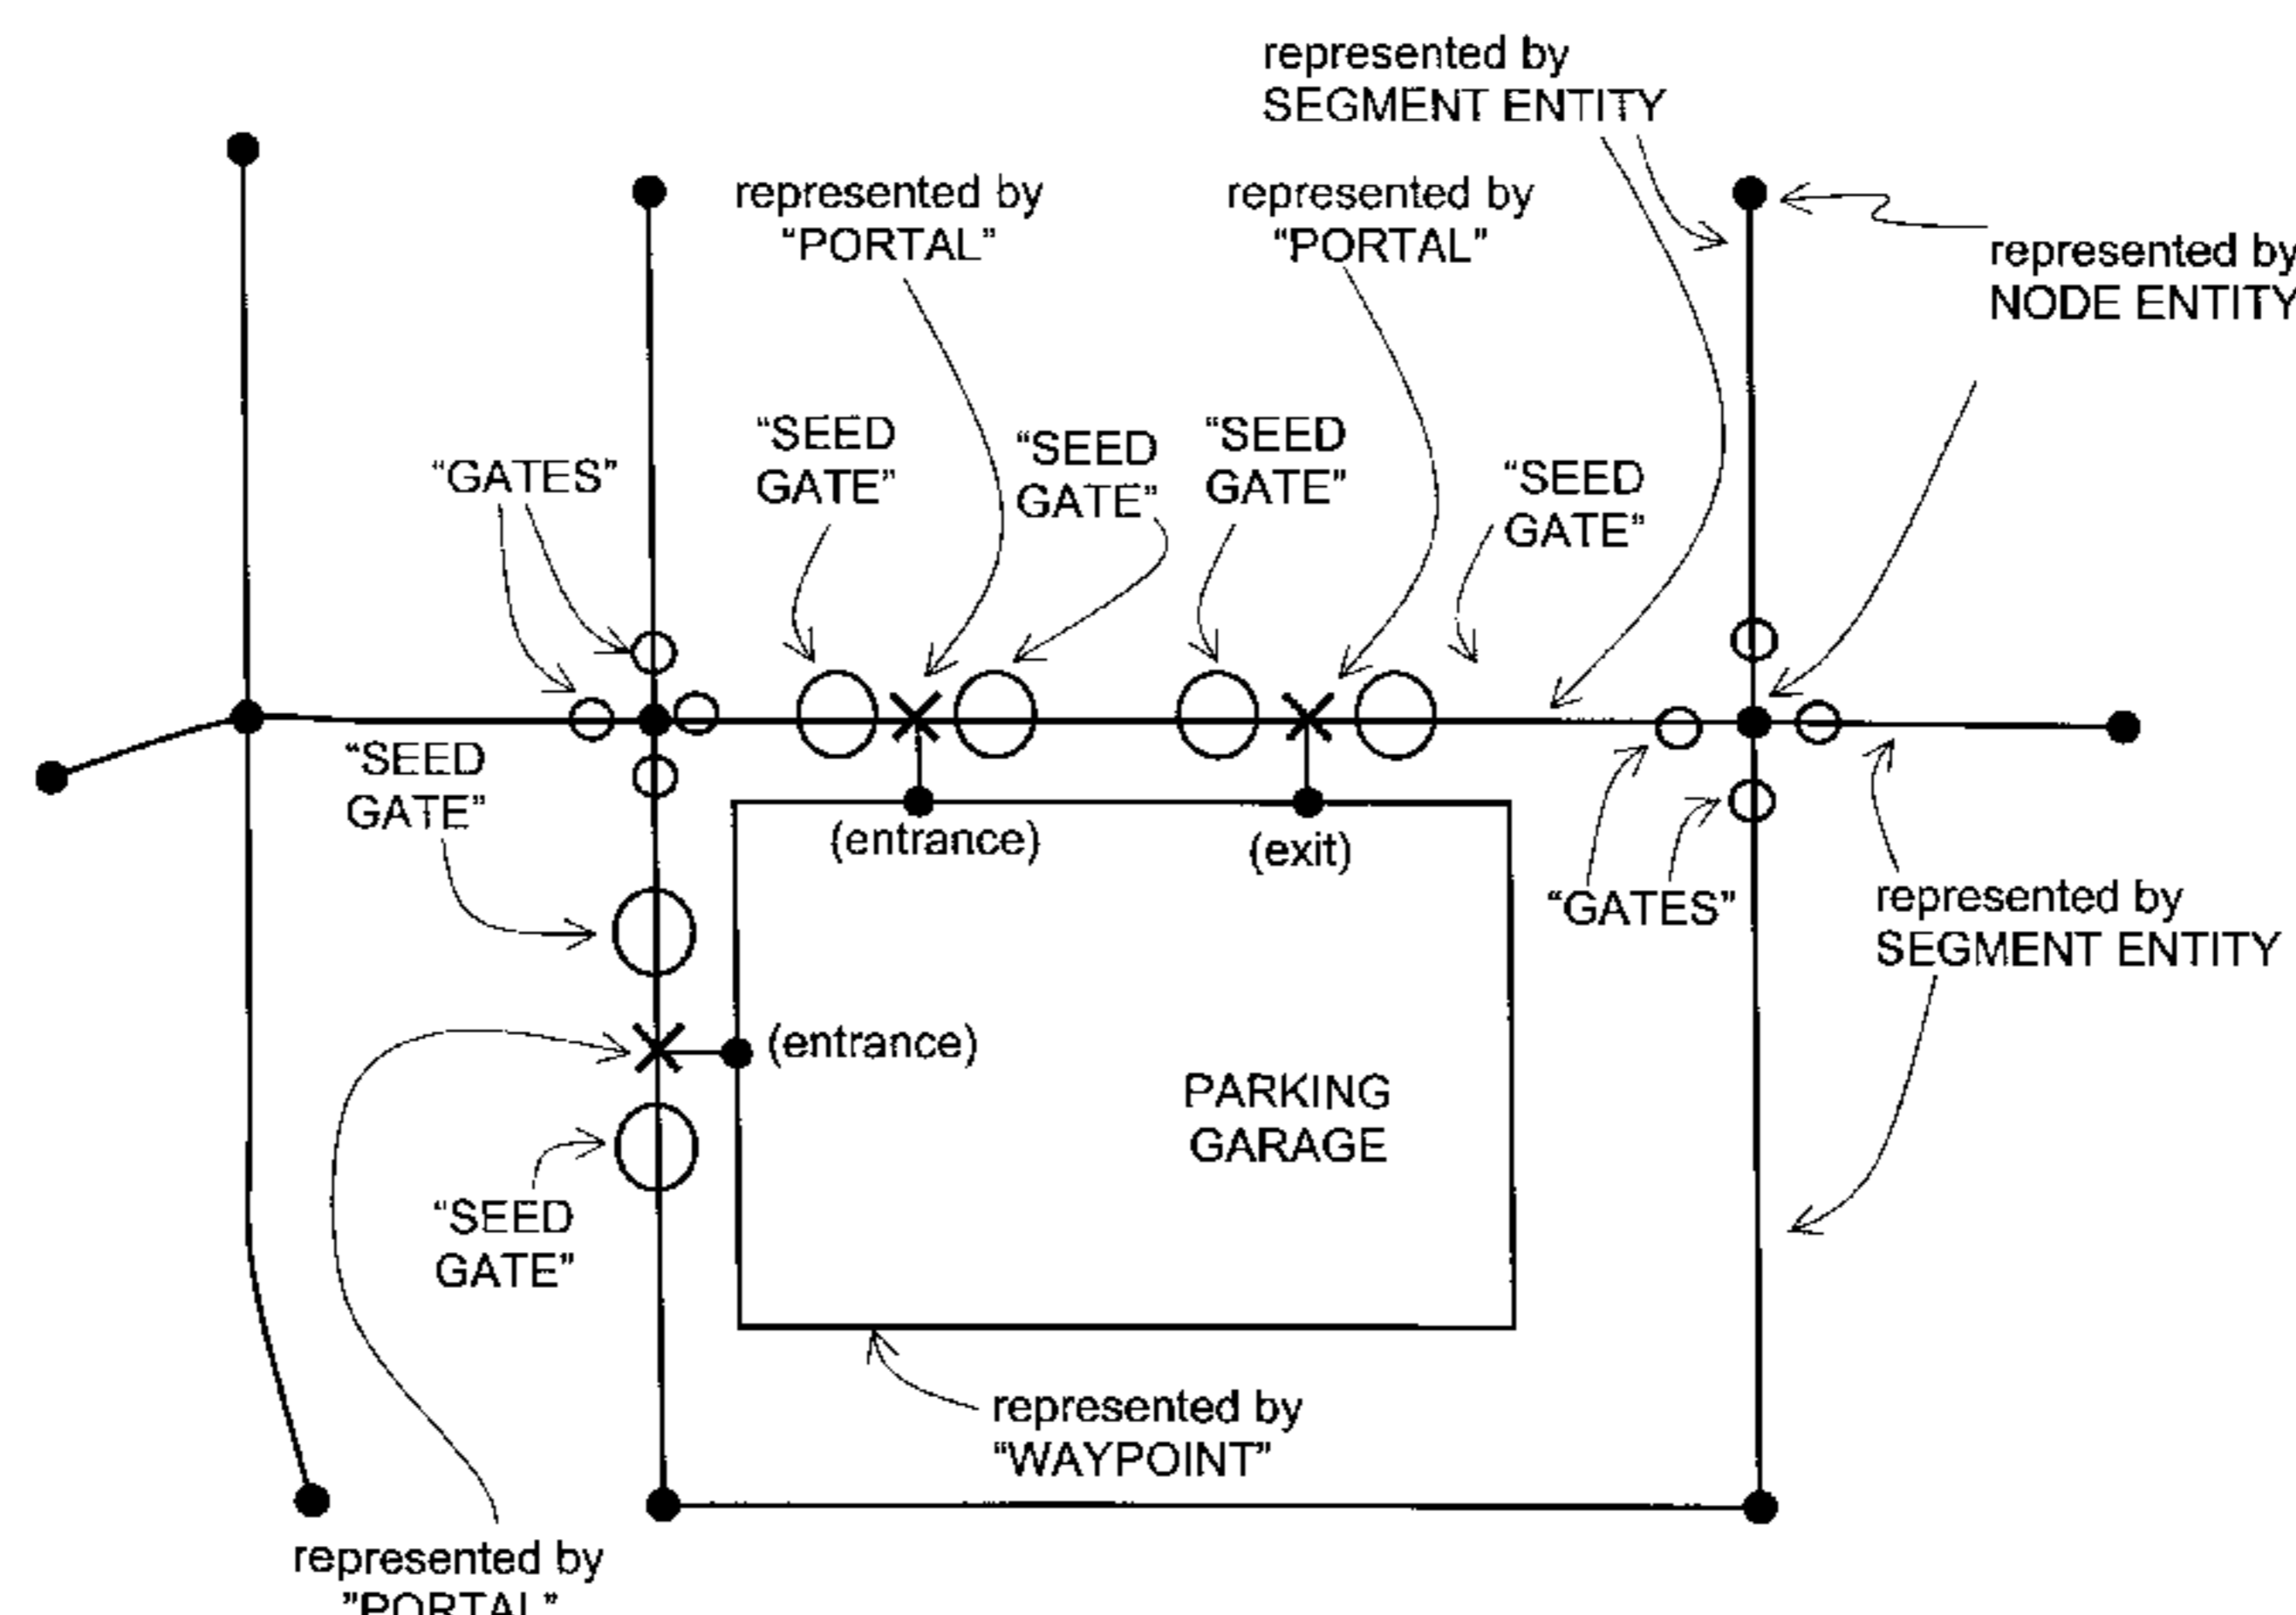 represented by
SEGMENT ENTITY
represented by
“PORTAL”
represented by
“PORTAL”
represented by
NODE ENTITY
“SEED
GATE”
“SEED
GATE”
“SEED
GATE”
“SEED
GATE”
“GATES”
“SEED
GATE”
(entrance)
(exit)
“GATES”
represented by
SEGMENT ENTITY
(entrance)
PARKING
GARAGE
“SEED
GATE”
represented by
“WAYPOINT”
represented by
”PORTAL”